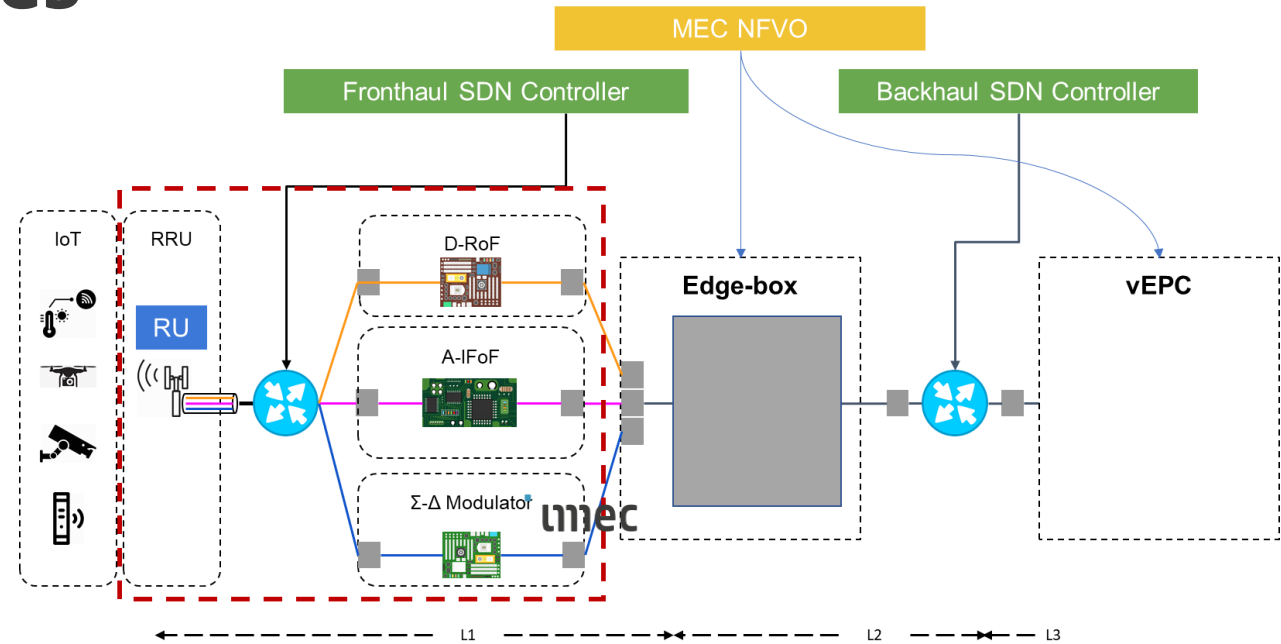 MEC NFVO
Fronthaul SDN Controller
Backhaul SDN Controller
IoT
RRU
RU
D-RoF
A-IFoF
Σ-Δ Modulator
imec
Edge-box
vEPC
L1
L2
L3